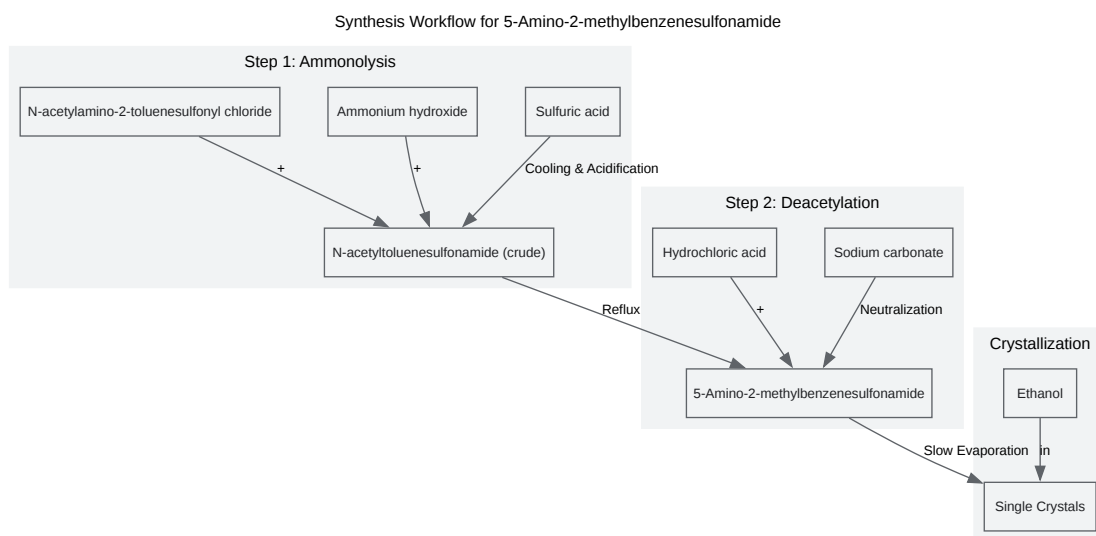 Synthesis Workflow for 5-Amino-2-methylbenzenesulfonamide
Step 1: Ammonolysis
N-acetylamino-2-toluenesulfonyl chloride
Ammonium hydroxide
Sulfuric acid
+
+
Cooling & Acidification
N-acetyltoluenesulfonamide (crude)
Step 2: Deacetylation
Hydrochloric acid
Sodium carbonate
Reflux
+
Neutralization
5-Amino-2-methylbenzenesulfonamide
Crystallization
Ethanol
Slow Evaporation
in
Single Crystals